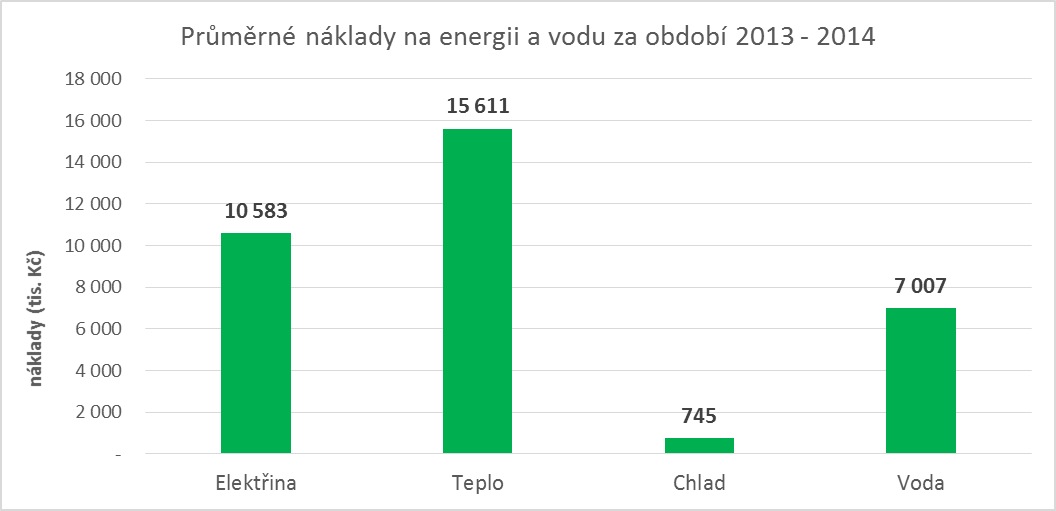 Průměrné náklady na energii a vodu za období 2013 - 2014
náklady (tis. Kč)
18 000
16 000
14 000
12 000
10 000
8 000
6 000
4 000
2 000
-
10 583
15 611
745
7 007
Elektřina
Teplo
Chlad
Voda